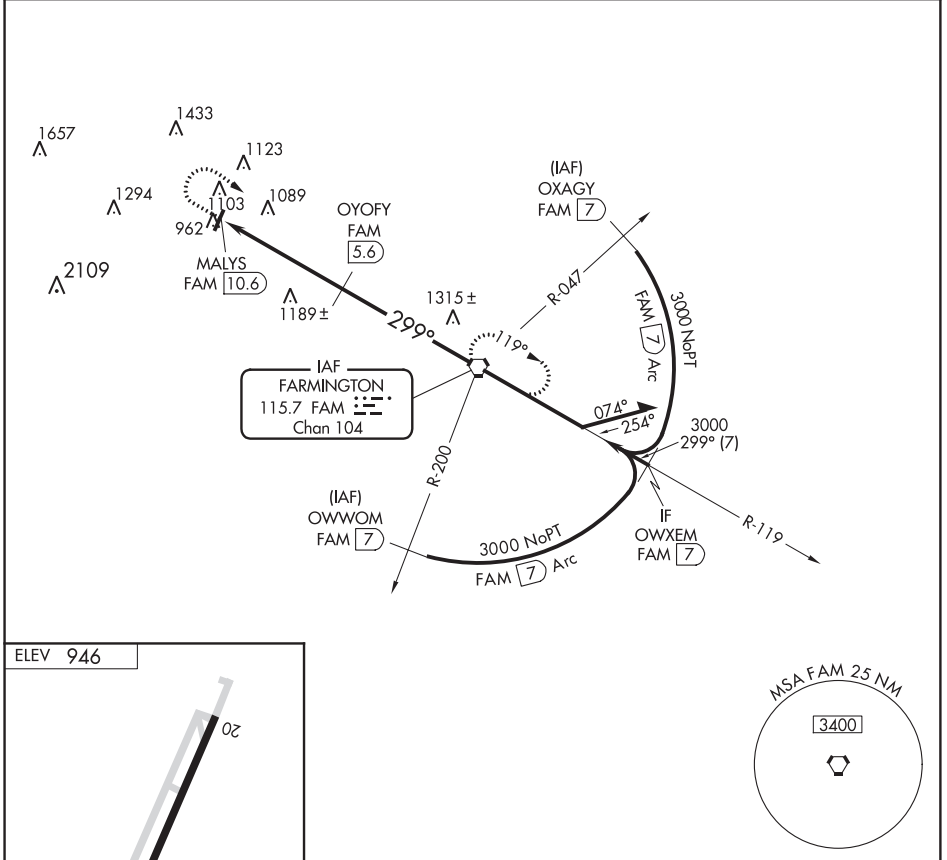 1433
1657
1123
1294
1103
1089
962
2109
MALYS
FAM 10.6
1189 ±
OYOFY
FAM
5.6
1315 ±
299°
119°
(IAF)
OXAGY
FAM 7
R-047
3000 NoPT
FAM 7 Arc
IAF
FARMINGTON
115.7 FAM
Chan 104
074°
254°
3000
299° (7)
R-200
(IAF)
OWWOM
FAM 7
3000 NoPT
FAM 7 Arc
IF
OWXEM
FAM 7
R-119
ELEV 946
20
MSA FAM 25 NM
3400